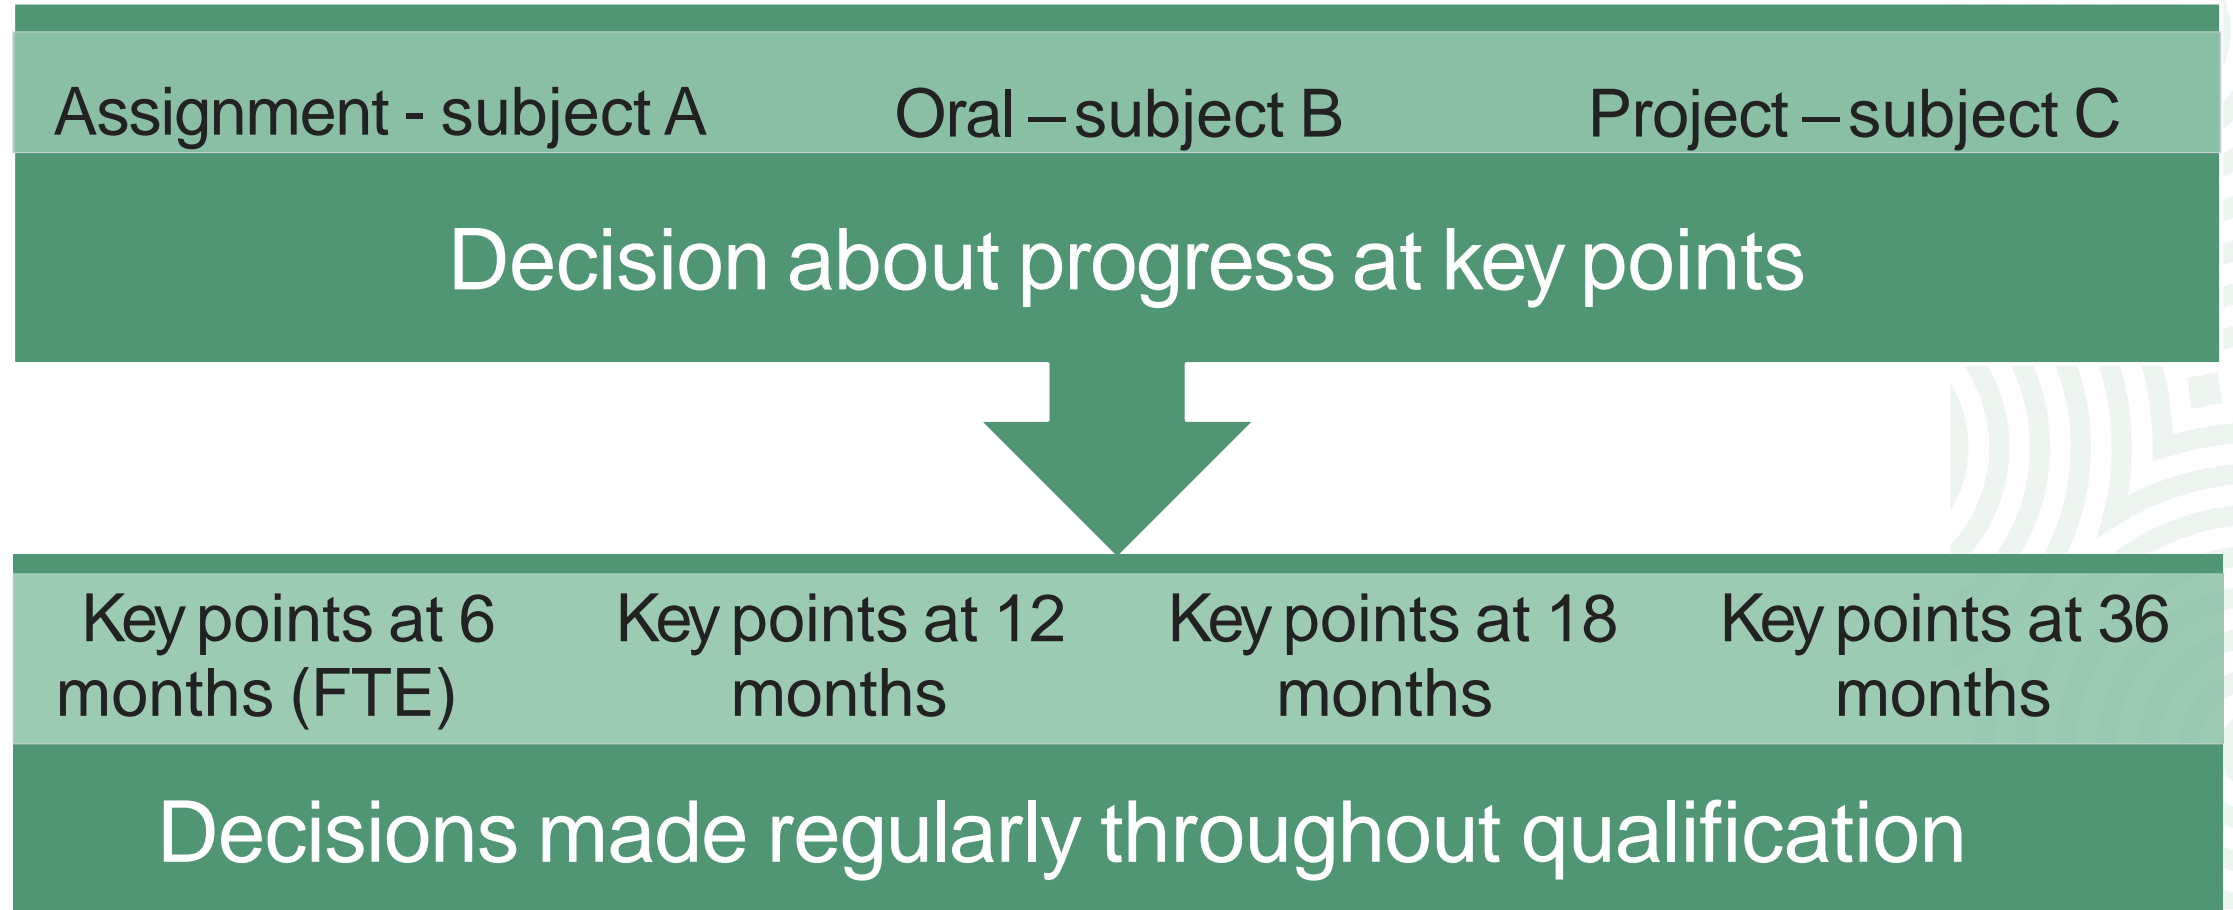 Assignment - subject A
Oral – subject B
Project – subject C
Decision about progress at key points
Key points at 6
months (FTE)
Key points at 12
months
Key points at 18
months
Key points at 36
months
Decisions made regularly throughout qualification